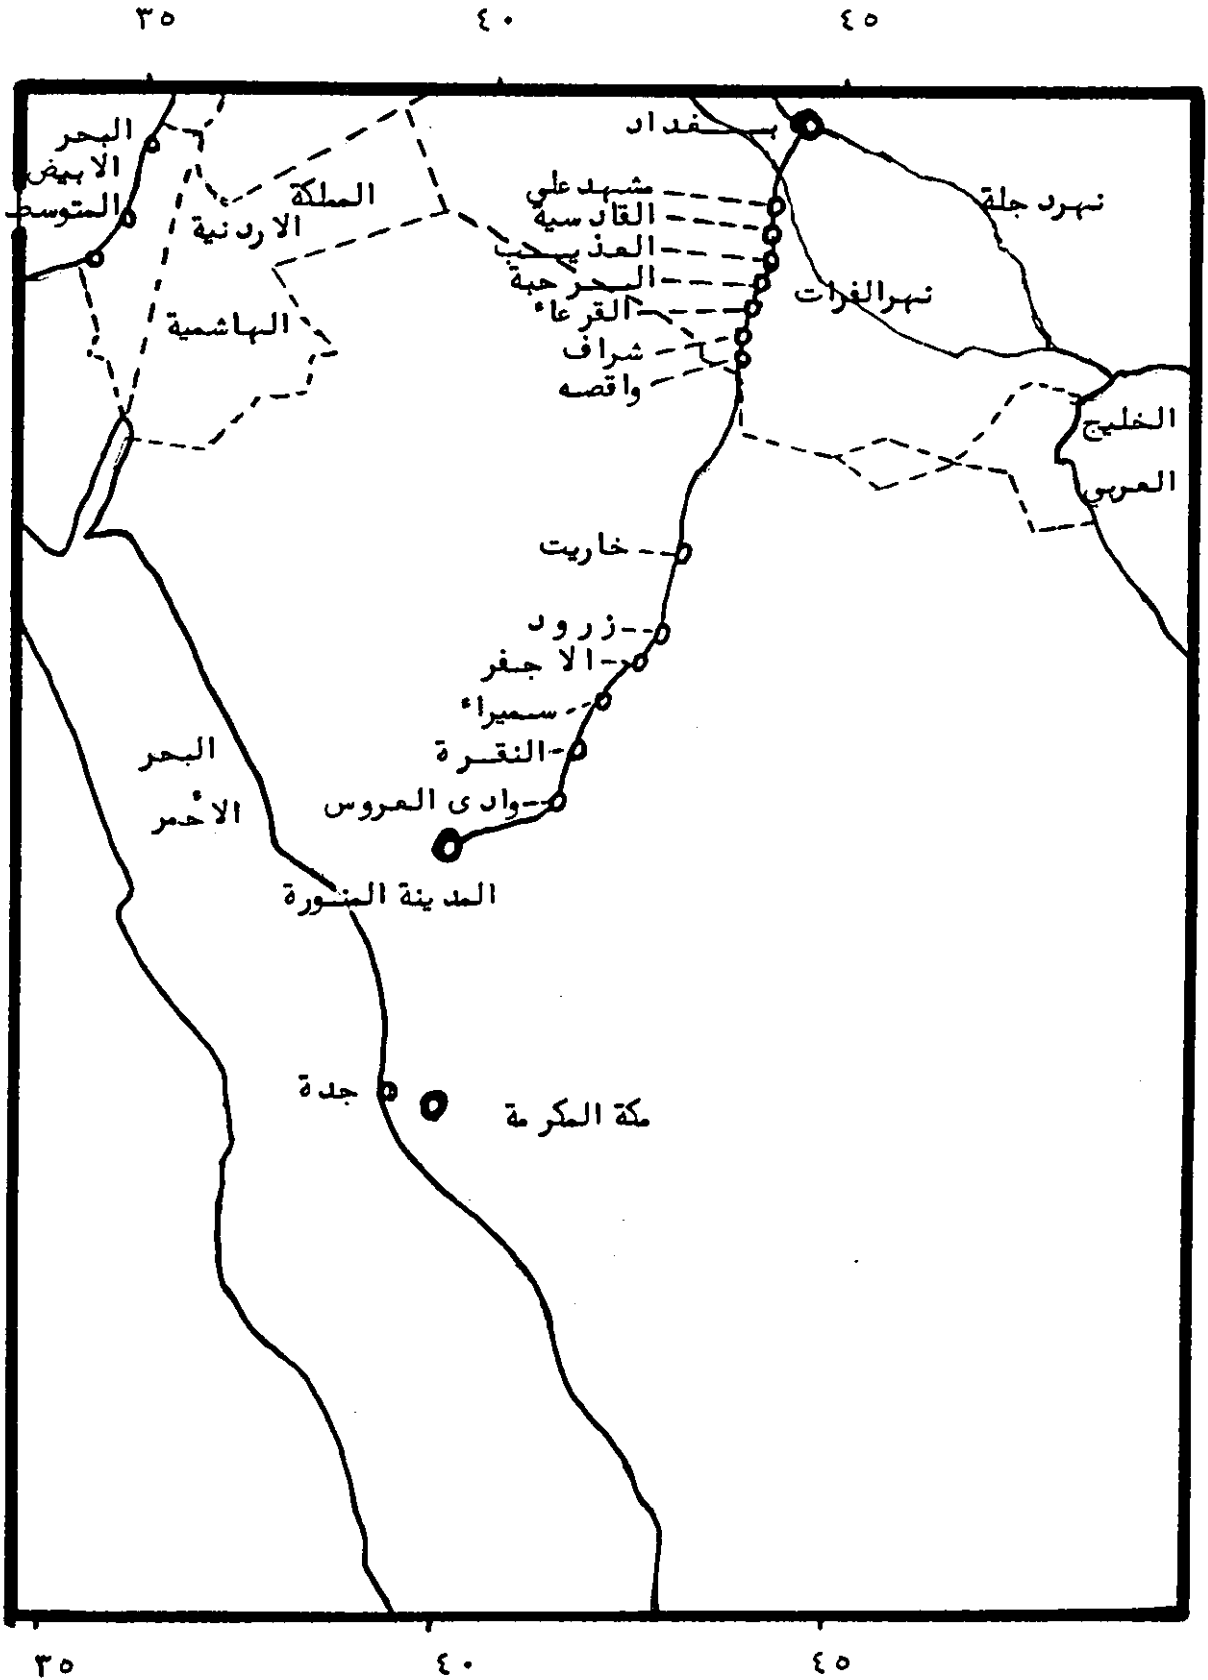 ٣٥ ٤٠ ٤٥
بغداد
البحر
الابيض
المتوسط
المملكة
الاردنية
الهاشمية
مشهد علي
القادسية
العذيب
البحرحبة
القرعاء
شراف
واقصه
نهر دجلة
نهر الفرات
الخليج
العربي
خاريت
زرود
الاجفر
سميراء
النقرة
وادى العروس
البحر
الأحمر
المدينة المنورة
جدة
مكة المكرمة
٣٥ ٤٠ ٤٥